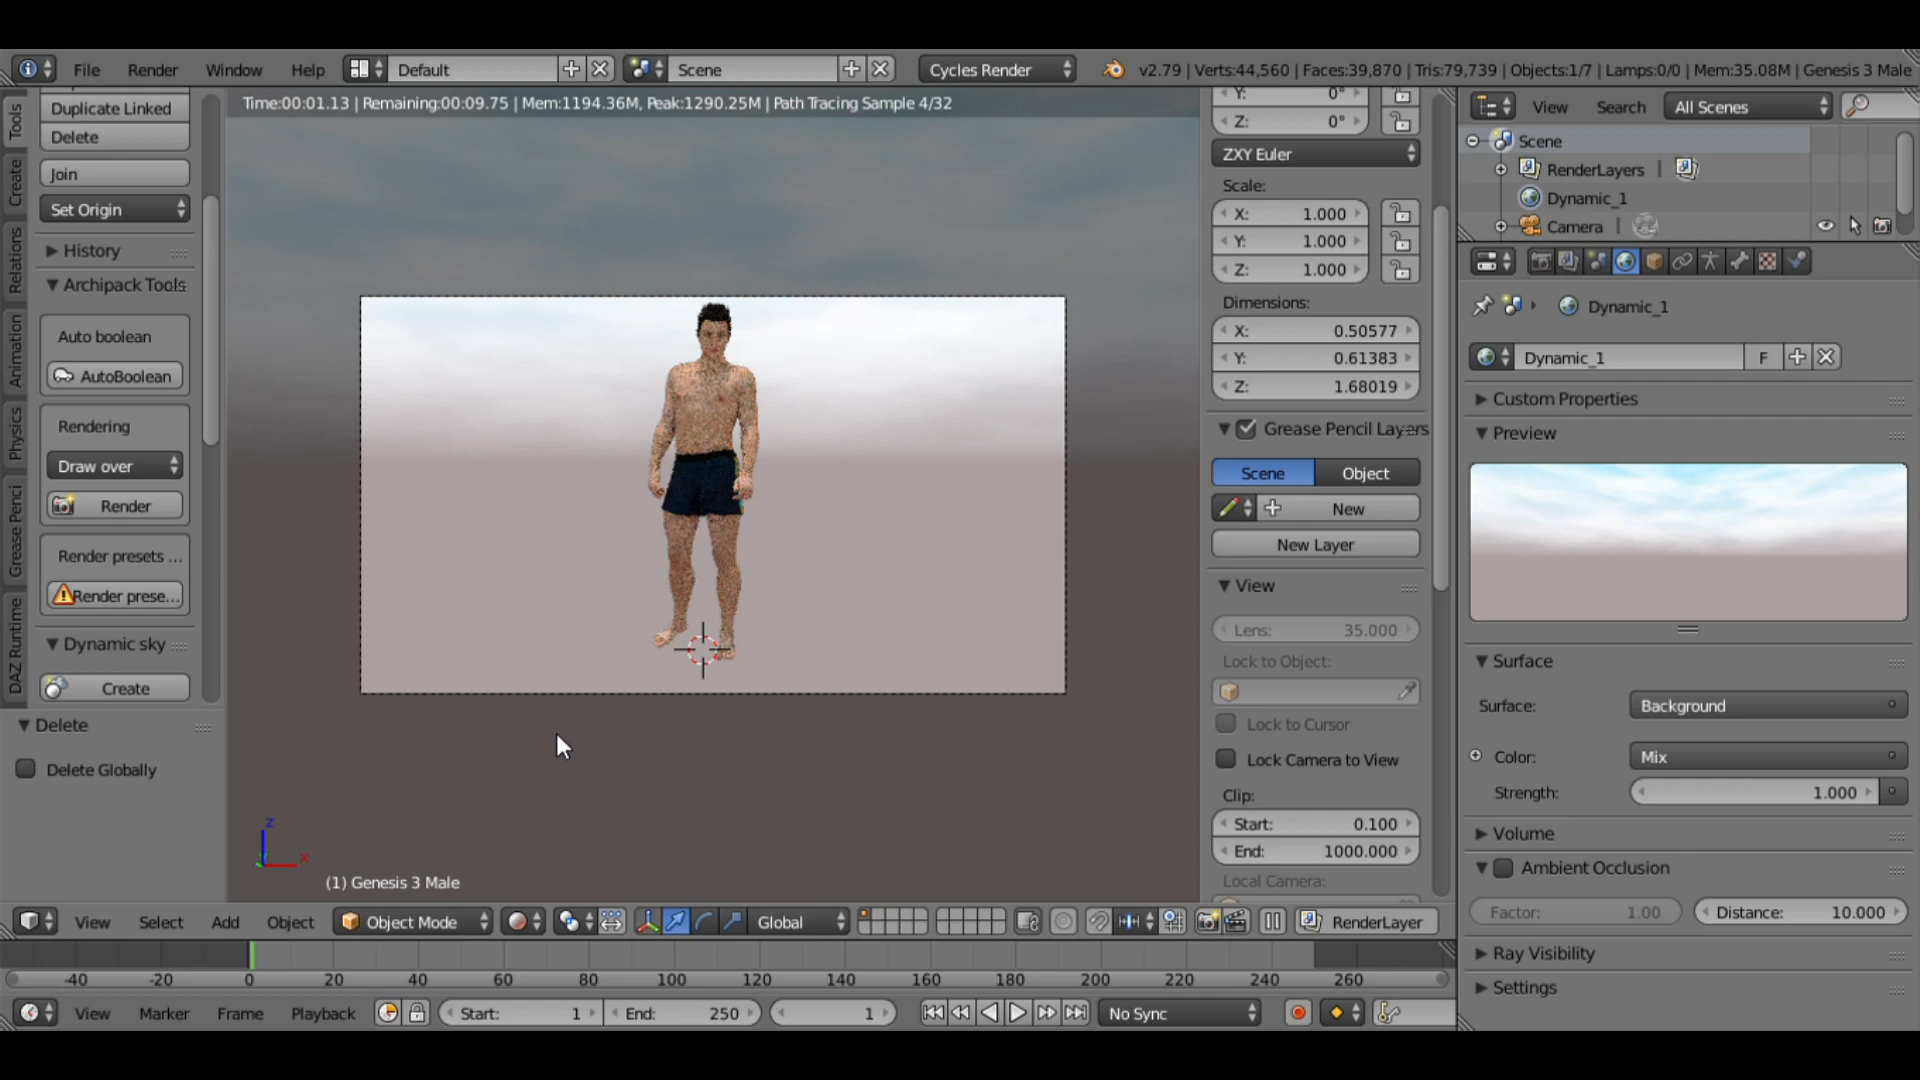 File Render Window Help Default Scene Cycles Render v2.79 | Verts:44,560 | Faces:39,870 | Tris:79,739 | Objects:1/7 | Lamps:0/0 | Mem:35.08M | Genesis 3 Male
Time:00:01.13 | Remaining:00:09.75 | Mem:1194.36M, Peak:1290.25M | Path Tracing Sample 4/32
Tools
Create
Relations
Animation
Physics
Grease Penci
DAZ Runtime
Duplicate Linked
Delete
Join
Set Origin
History
Archipack Tools
Auto boolean
AutoBoolean
Rendering
Draw over
Render
Render presets ...
Render prese...
Dynamic sky
Create
Delete
Delete Globally
z
x
(1) Genesis 3 Male
Y: 0°
Z: 0°
ZXY Euler
Scale:
X: 1.000
Y: 1.000
Z: 1.000
Dimensions:
X: 0.50577
Y: 0.61383
Z: 1.68019
Grease Pencil Layers
Scene Object
New
New Layer
View
Lens: 35.000
Lock to Object:
Lock to Cursor
Lock Camera to View
Clip:
Start: 0.100
End: 1000.000
Local Camera:
View Search All Scenes
Scene
RenderLayers |
Dynamic_1
Camera |
Dynamic_1
Dynamic_1 F
Custom Properties
Preview
Surface
Surface: Background
Color: Mix
Strength: 1.000
Volume
Ambient Occlusion
Factor: 1.00 Distance: 10.000
Ray Visibility
Settings
View Select Add Object Object Mode Global RenderLayer
-40 -20 0 20 40 60 80 100 120 140 160 180 200 220 240 260
View Marker Frame Playback Start: 1 End: 250 1 No Sync